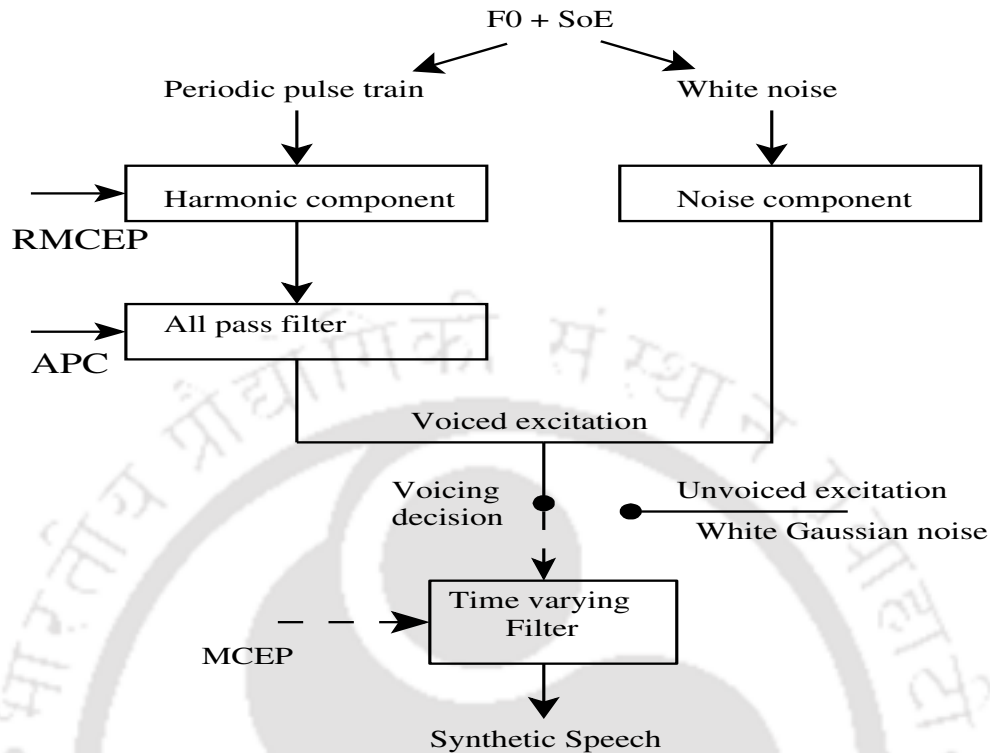 F0 + SoE
Periodic pulse train
White noise
Harmonic component
Noise component
RMCEP
All pass filter
APC
Voiced excitation
Voicing
decision
Unvoiced excitation
White Gaussian noise
Time varying
Filter
MCEP
Synthetic Speech
भारतीय प्रौद्योगिकी संस्थान